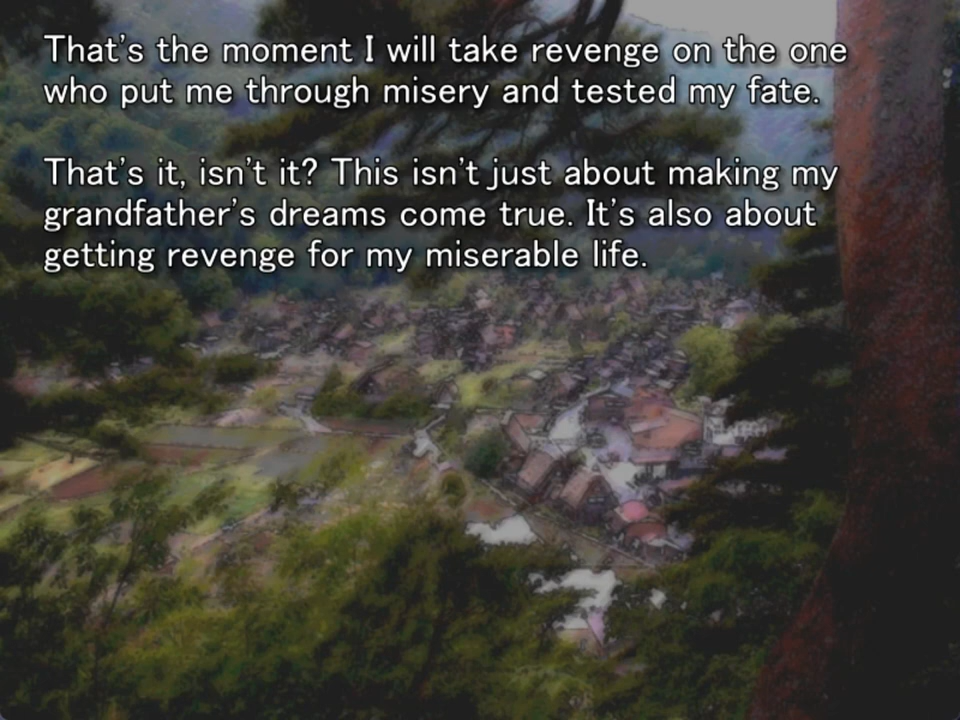 That's the moment I will take revenge on the one
who put me through misery and tested my fate.
That's it, isn't it? This isn't just about making my
grandfather's dreams come true. It's also about
getting revenge for my miserable life.